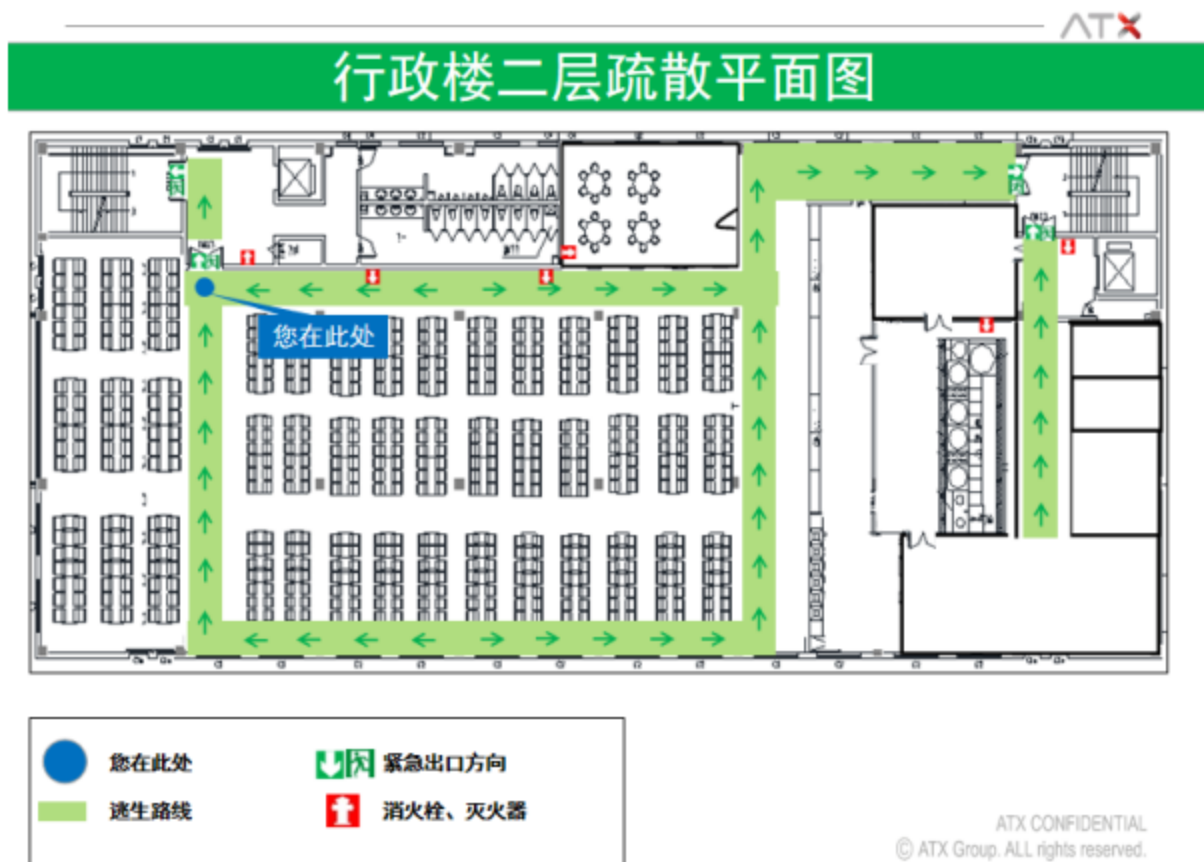 ATX
行政楼二层疏散平面图
您在此处
您在此处
紧急出口方向
逃生路线
消火栓、灭火器
ATX CONFIDENTIAL
© ATX Group. ALL rights reserved.